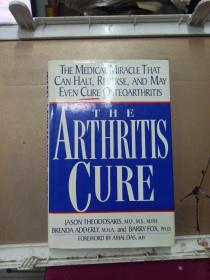 THE MEDICAL MIRACLE THAT
CAN HALT, REVERSE, AND MAY
EVEN CURE OSTEOARTHRITIS
THE
ARTHRITIS
CURE
JASON THEODOSAKIS, M.D., M.S., M.P.H.,
BRENDA ADDERLY, M.H.A., AND BARRY FOX, PH.D.
FOREWORD BY AMAL DAS, M.D.